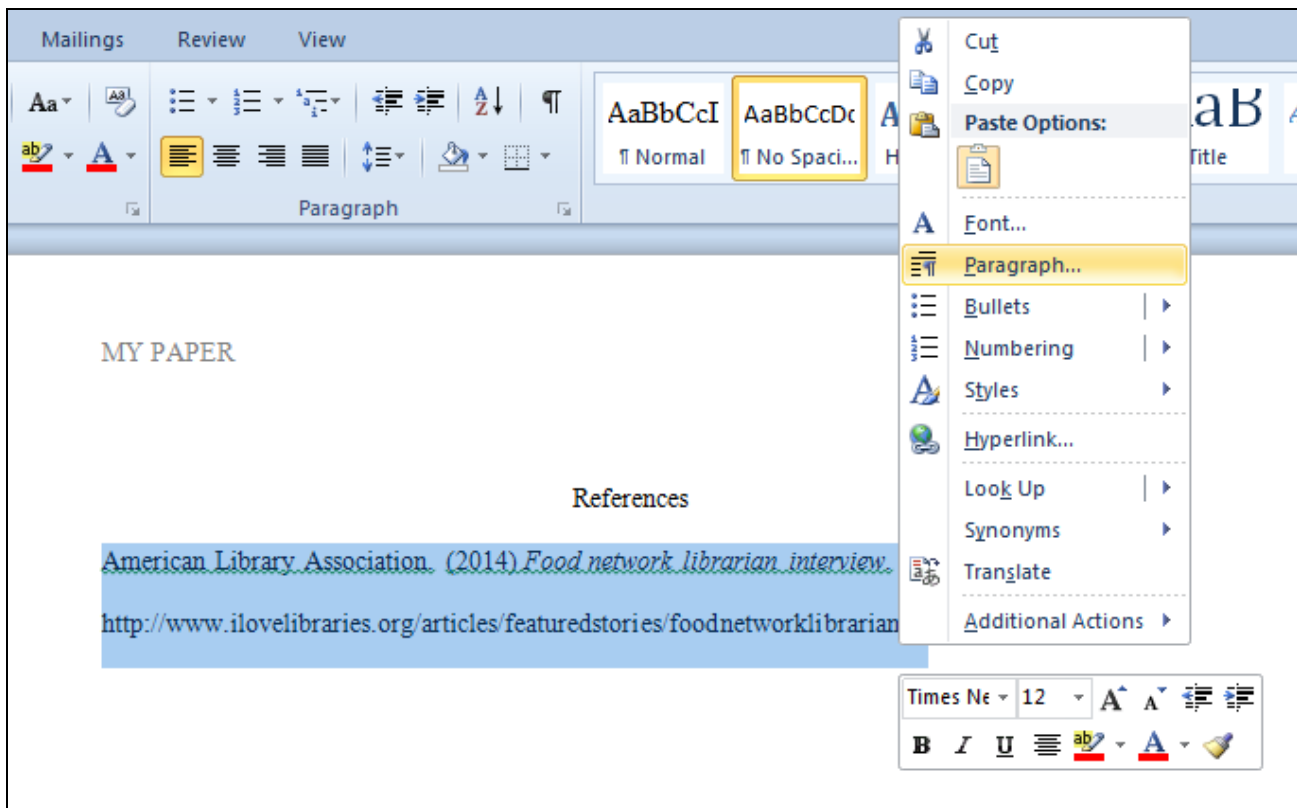 Mailings Review View
Aa
AaBbCcI AaBbCcDc A aB A
¶ Normal ¶ No Spaci... H Title
Paragraph
Cut
Copy
Paste Options:
Font...
Paragraph...
Bullets
Numbering
Styles
Hyperlink...
Look Up
Synonyms
Translate
Additional Actions
MY PAPER
References
American Library Association. (2014) Food network librarian interview.
http://www.ilovelibraries.org/articles/featuredstories/foodnetworklibrarian
Times Ne 12 A A
B I U A